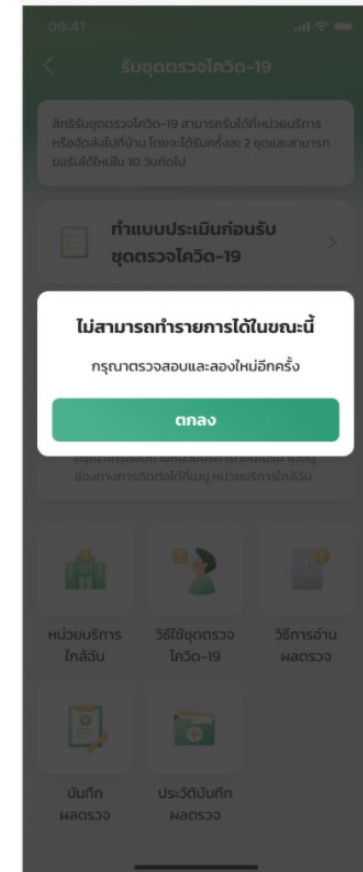 09:41
รับชุดตรวจโควิด-19
สิทธิรับชุดตรวจโควิด-19 สามารถรับได้ที่หน่วยบริการ
หรือจัดส่งไปที่บ้าน โดยจะได้รับครั้งละ 2 ชุดและสามารถ
ขอรับได้ใหม่ใน 10 วันถัดไป
ทำแบบประเมินก่อนรับ
ชุดตรวจโควิด-19
ไม่สามารถทำรายการได้ในขณะนี้
กรุณาตรวจสอบและลองใหม่อีกครั้ง
ตกลง
ช่องทางการติดต่อได้ที่เมนู หน่วยบริการใกล้ฉัน
หน่วยบริการ
ใกล้ฉัน
วิธีใช้ชุดตรวจ
โควิด-19
วิธีการอ่าน
ผลตรวจ
บันทึก
ผลตรวจ
ประวัติบันทึก
ผลตรวจ